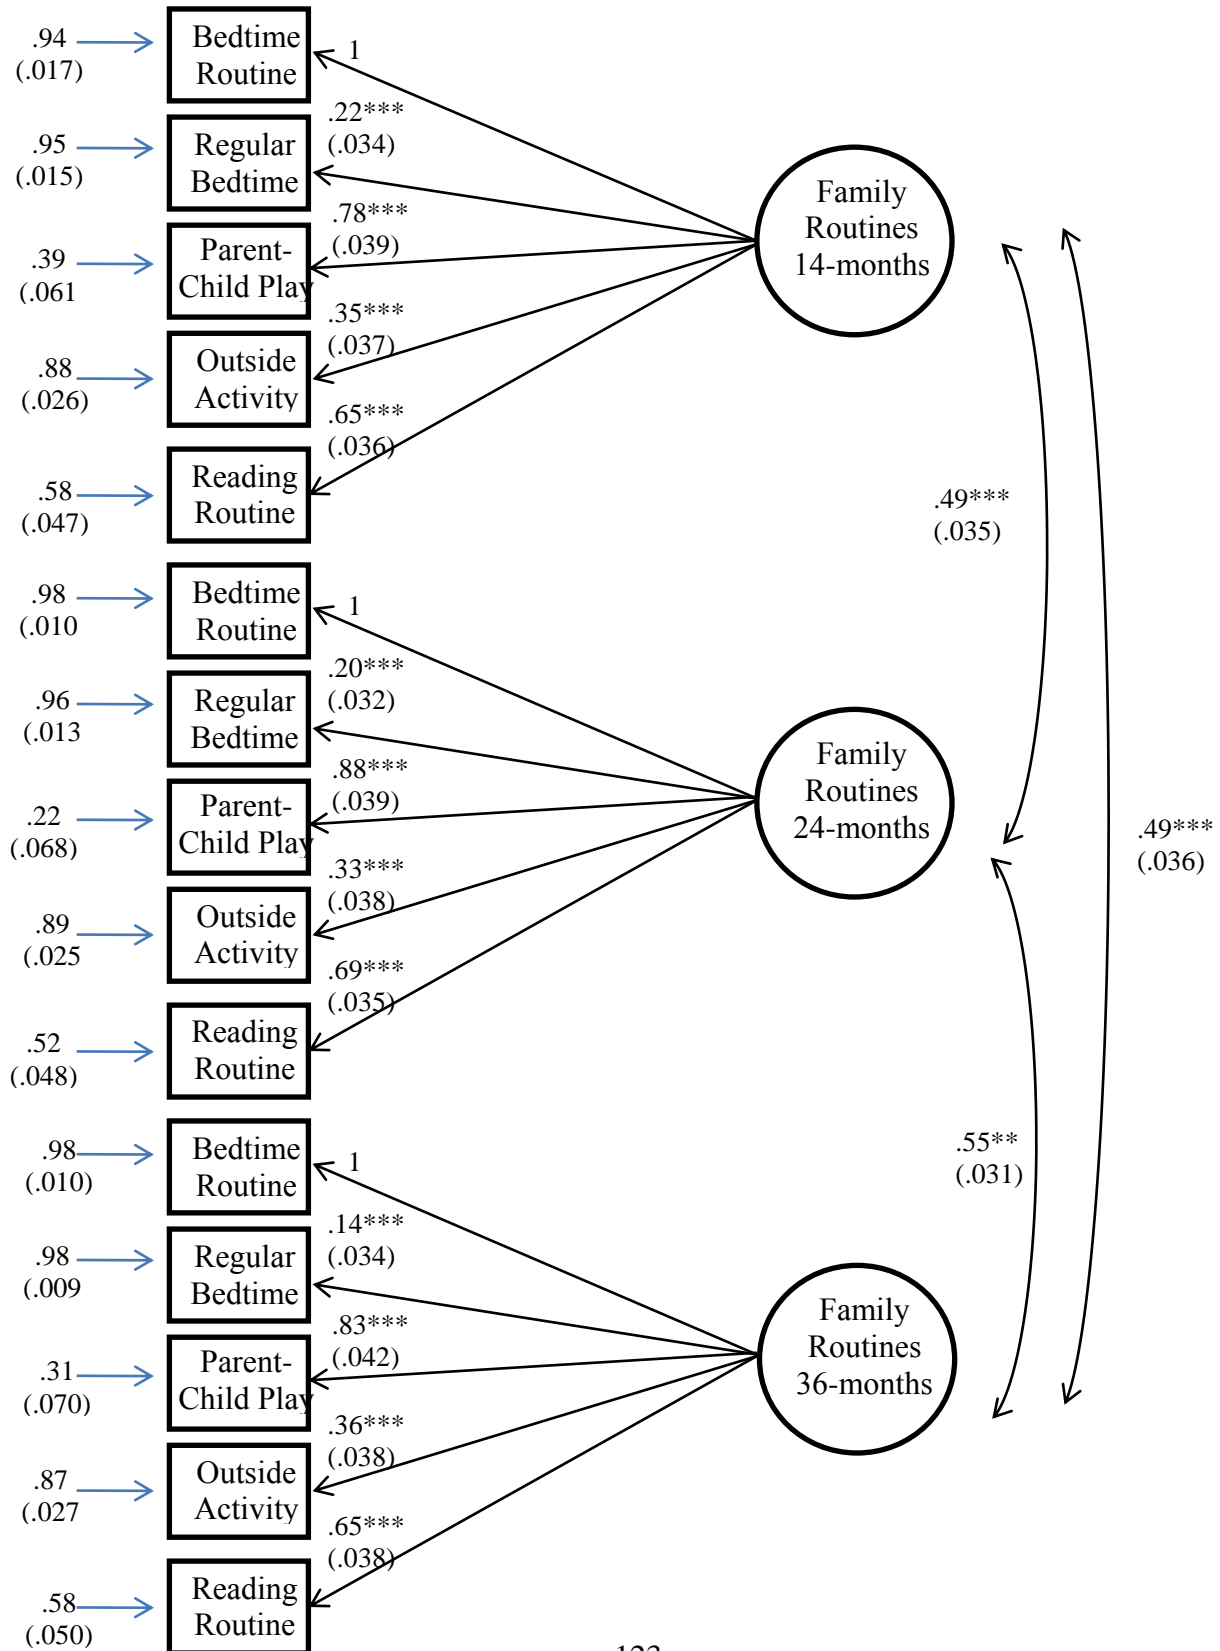 .94
(.017)
Bedtime
Routine
1
.22***
(.034)
.95
(.015)
Regular
Bedtime
.78***
(.039)
.39
(.061
Parent-
Child Play
.35***
(.037)
.88
(.026)
Outside
Activity
.65***
(.036)
.58
(.047)
Reading
Routine
Family
Routines
14-months
.49***
(.035)
.98
(.010
Bedtime
Routine
1
.20***
(.032)
.96
(.013
Regular
Bedtime
.88***
(.039)
.22
(.068)
Parent-
Child Play
.33***
(.038)
.89
(.025
Outside
Activity
.69***
(.035)
.52
(.048)
Reading
Routine
Family
Routines
24-months
.49***
(.036)
.55**
(.031)
.98
(.010)
Bedtime
Routine
1
.14***
(.034)
.98
(.009
Regular
Bedtime
.83***
(.042)
.31
(.070)
Parent-
Child Play
.36***
(.038)
.87
(.027
Outside
Activity
.65***
(.038)
.58
(.050)
Reading
Routine
Family
Routines
36-months
123